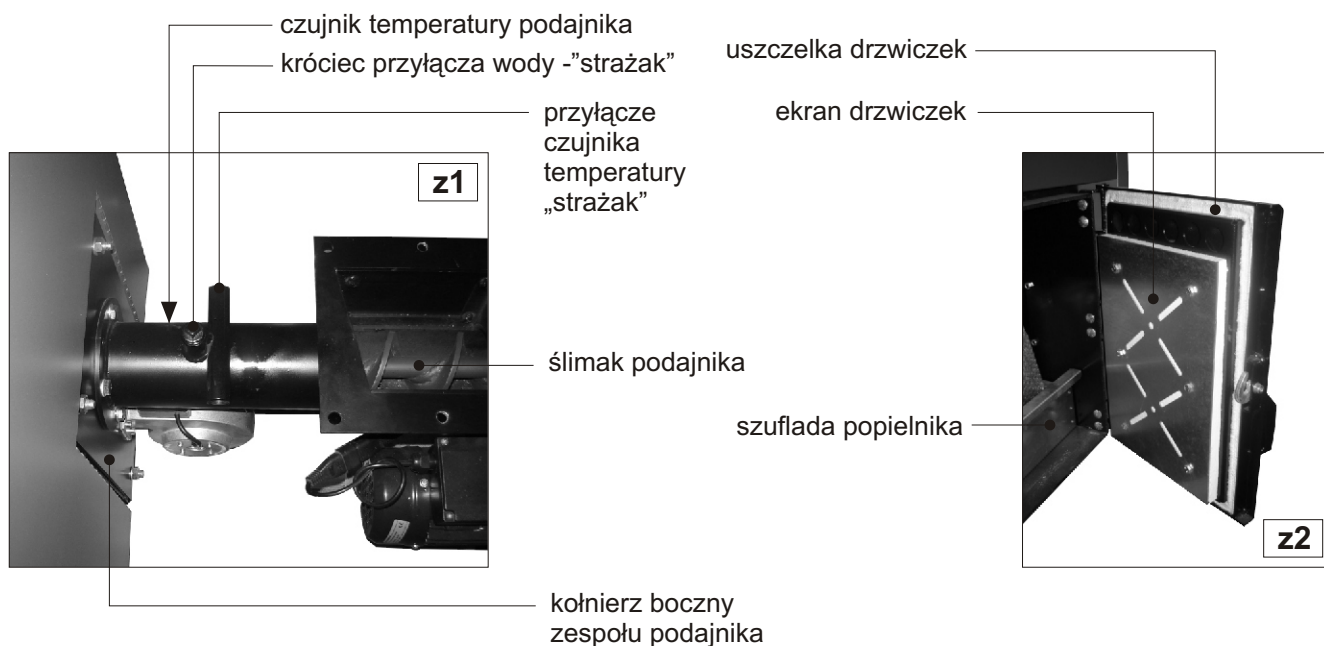 czujnik temperatury podajnika
króciec przyłącza wody -”strażak”
przyłącze
czujnika
temperatury
„strażak”
z1
ślimak podajnika
kołnierz boczny
zespołu podajnika
uszczelka drzwiczek
ekran drzwiczek
szuflada popielnika
z2